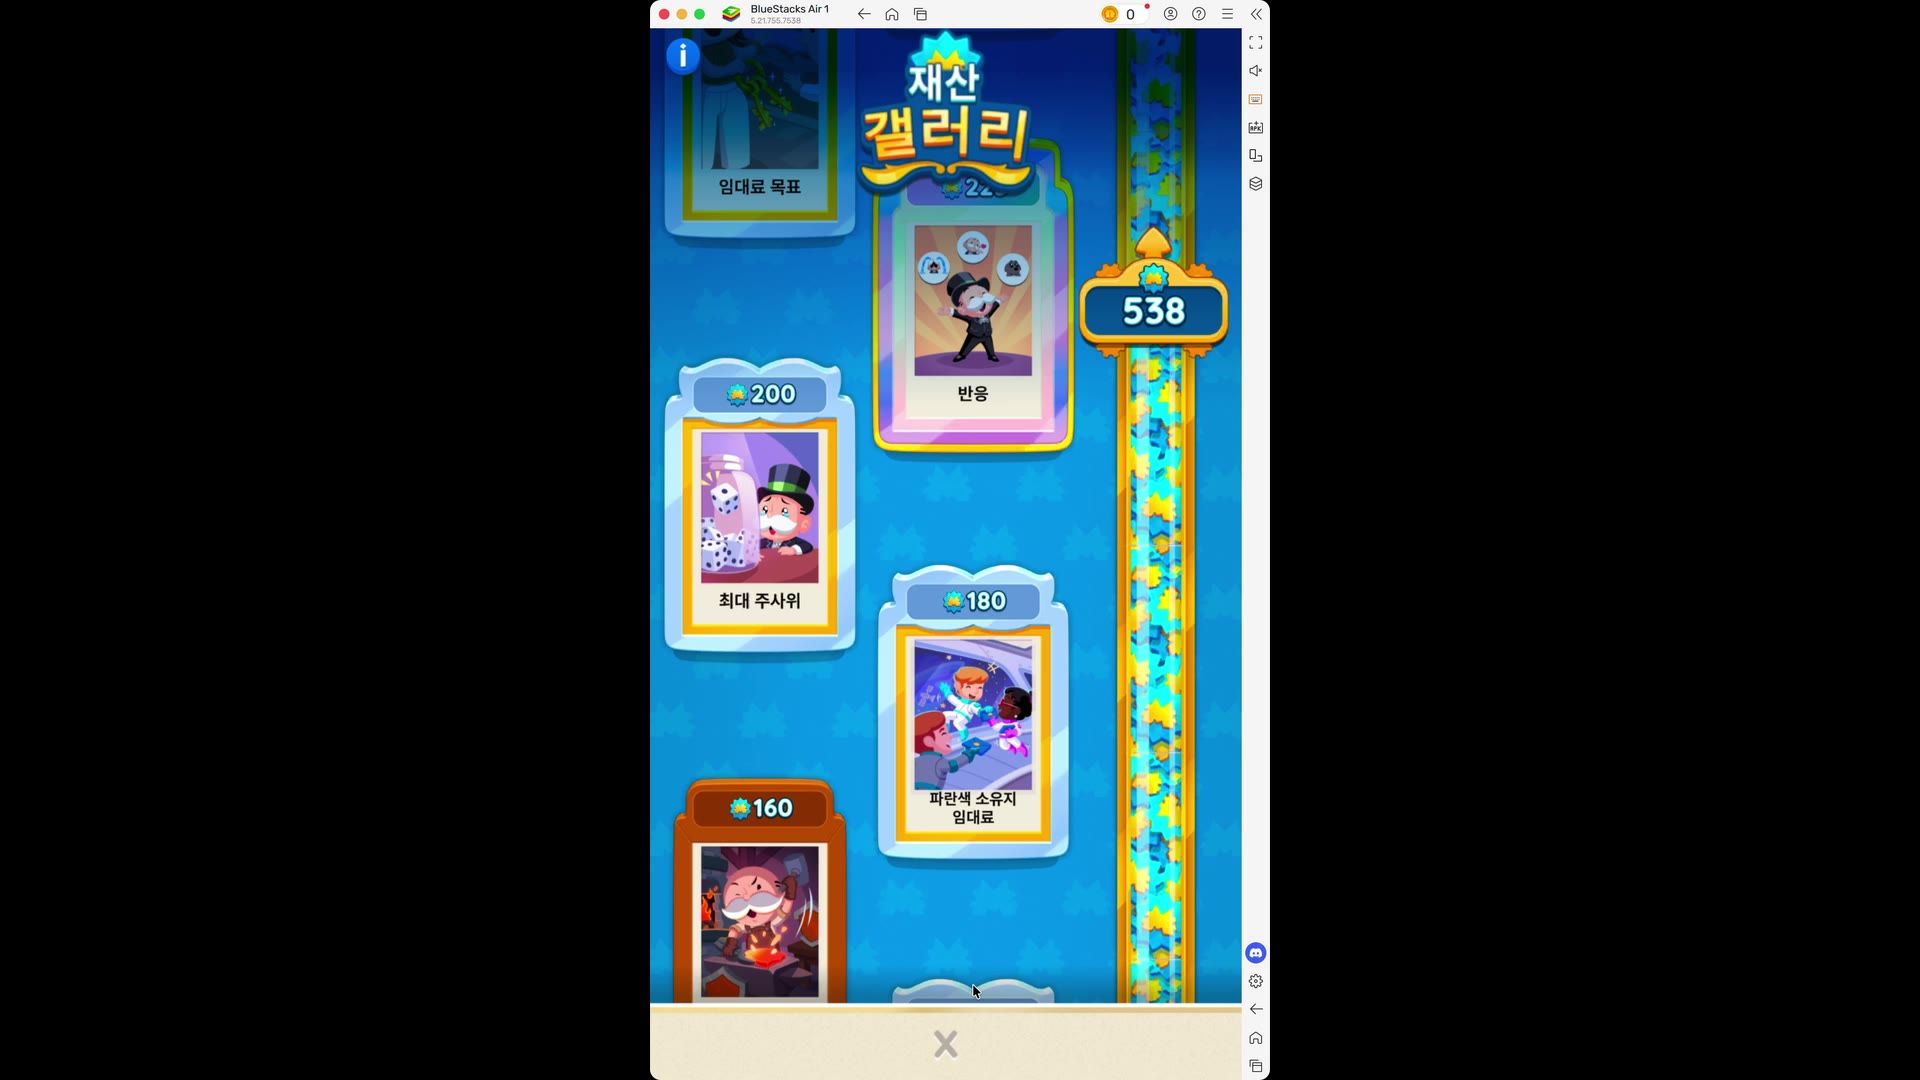 BlueStacks Air 1
5.21.755.7538
0
재산
갤러리
임대료 목표
반응
538
200
최대 주사위
180
파란색 소유지
임대료
160